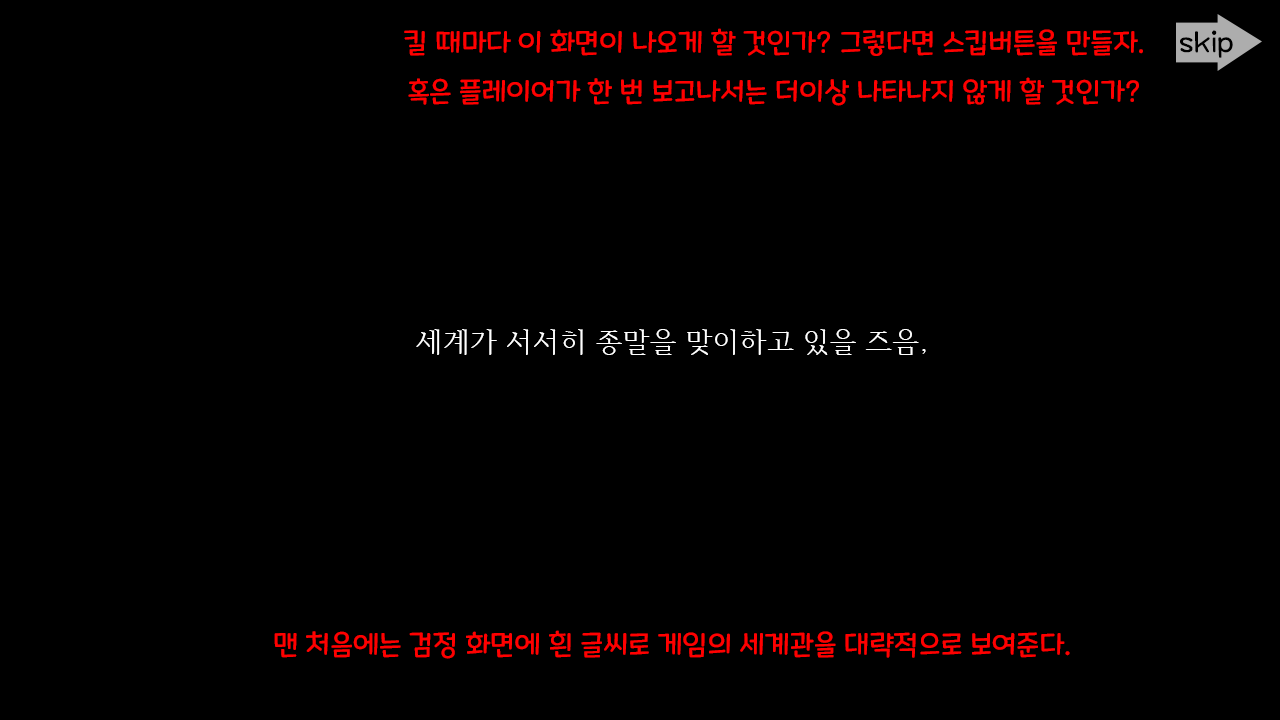 킬 때마다 이 화면이 나오게 할 것인가? 그렇다면 스킵버튼을 만들자.
skip
혹은 플레이어가 한 번 보고나서는 더이상 나타나지 않게 할 것인가?
세계가 서서히 종말을 맞이하고 있을 즈음,
맨 처음에는 검정 화면에 흰 글씨로 게임의 세계관을 대략적으로 보여준다.